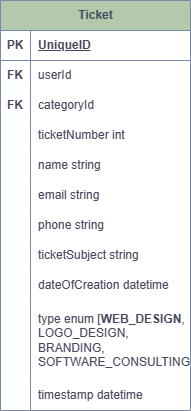 Ticket
PK UniqueID
FK userId
FK categoryId
ticketNumber int
name string
email string
phone string
ticketSubject string
dateOfCreation datetime
type enum [WEB_DESIGN,
LOGO_DESIGN,
BRANDING,
SOFTWARE_CONSULTING
timestamp datetime